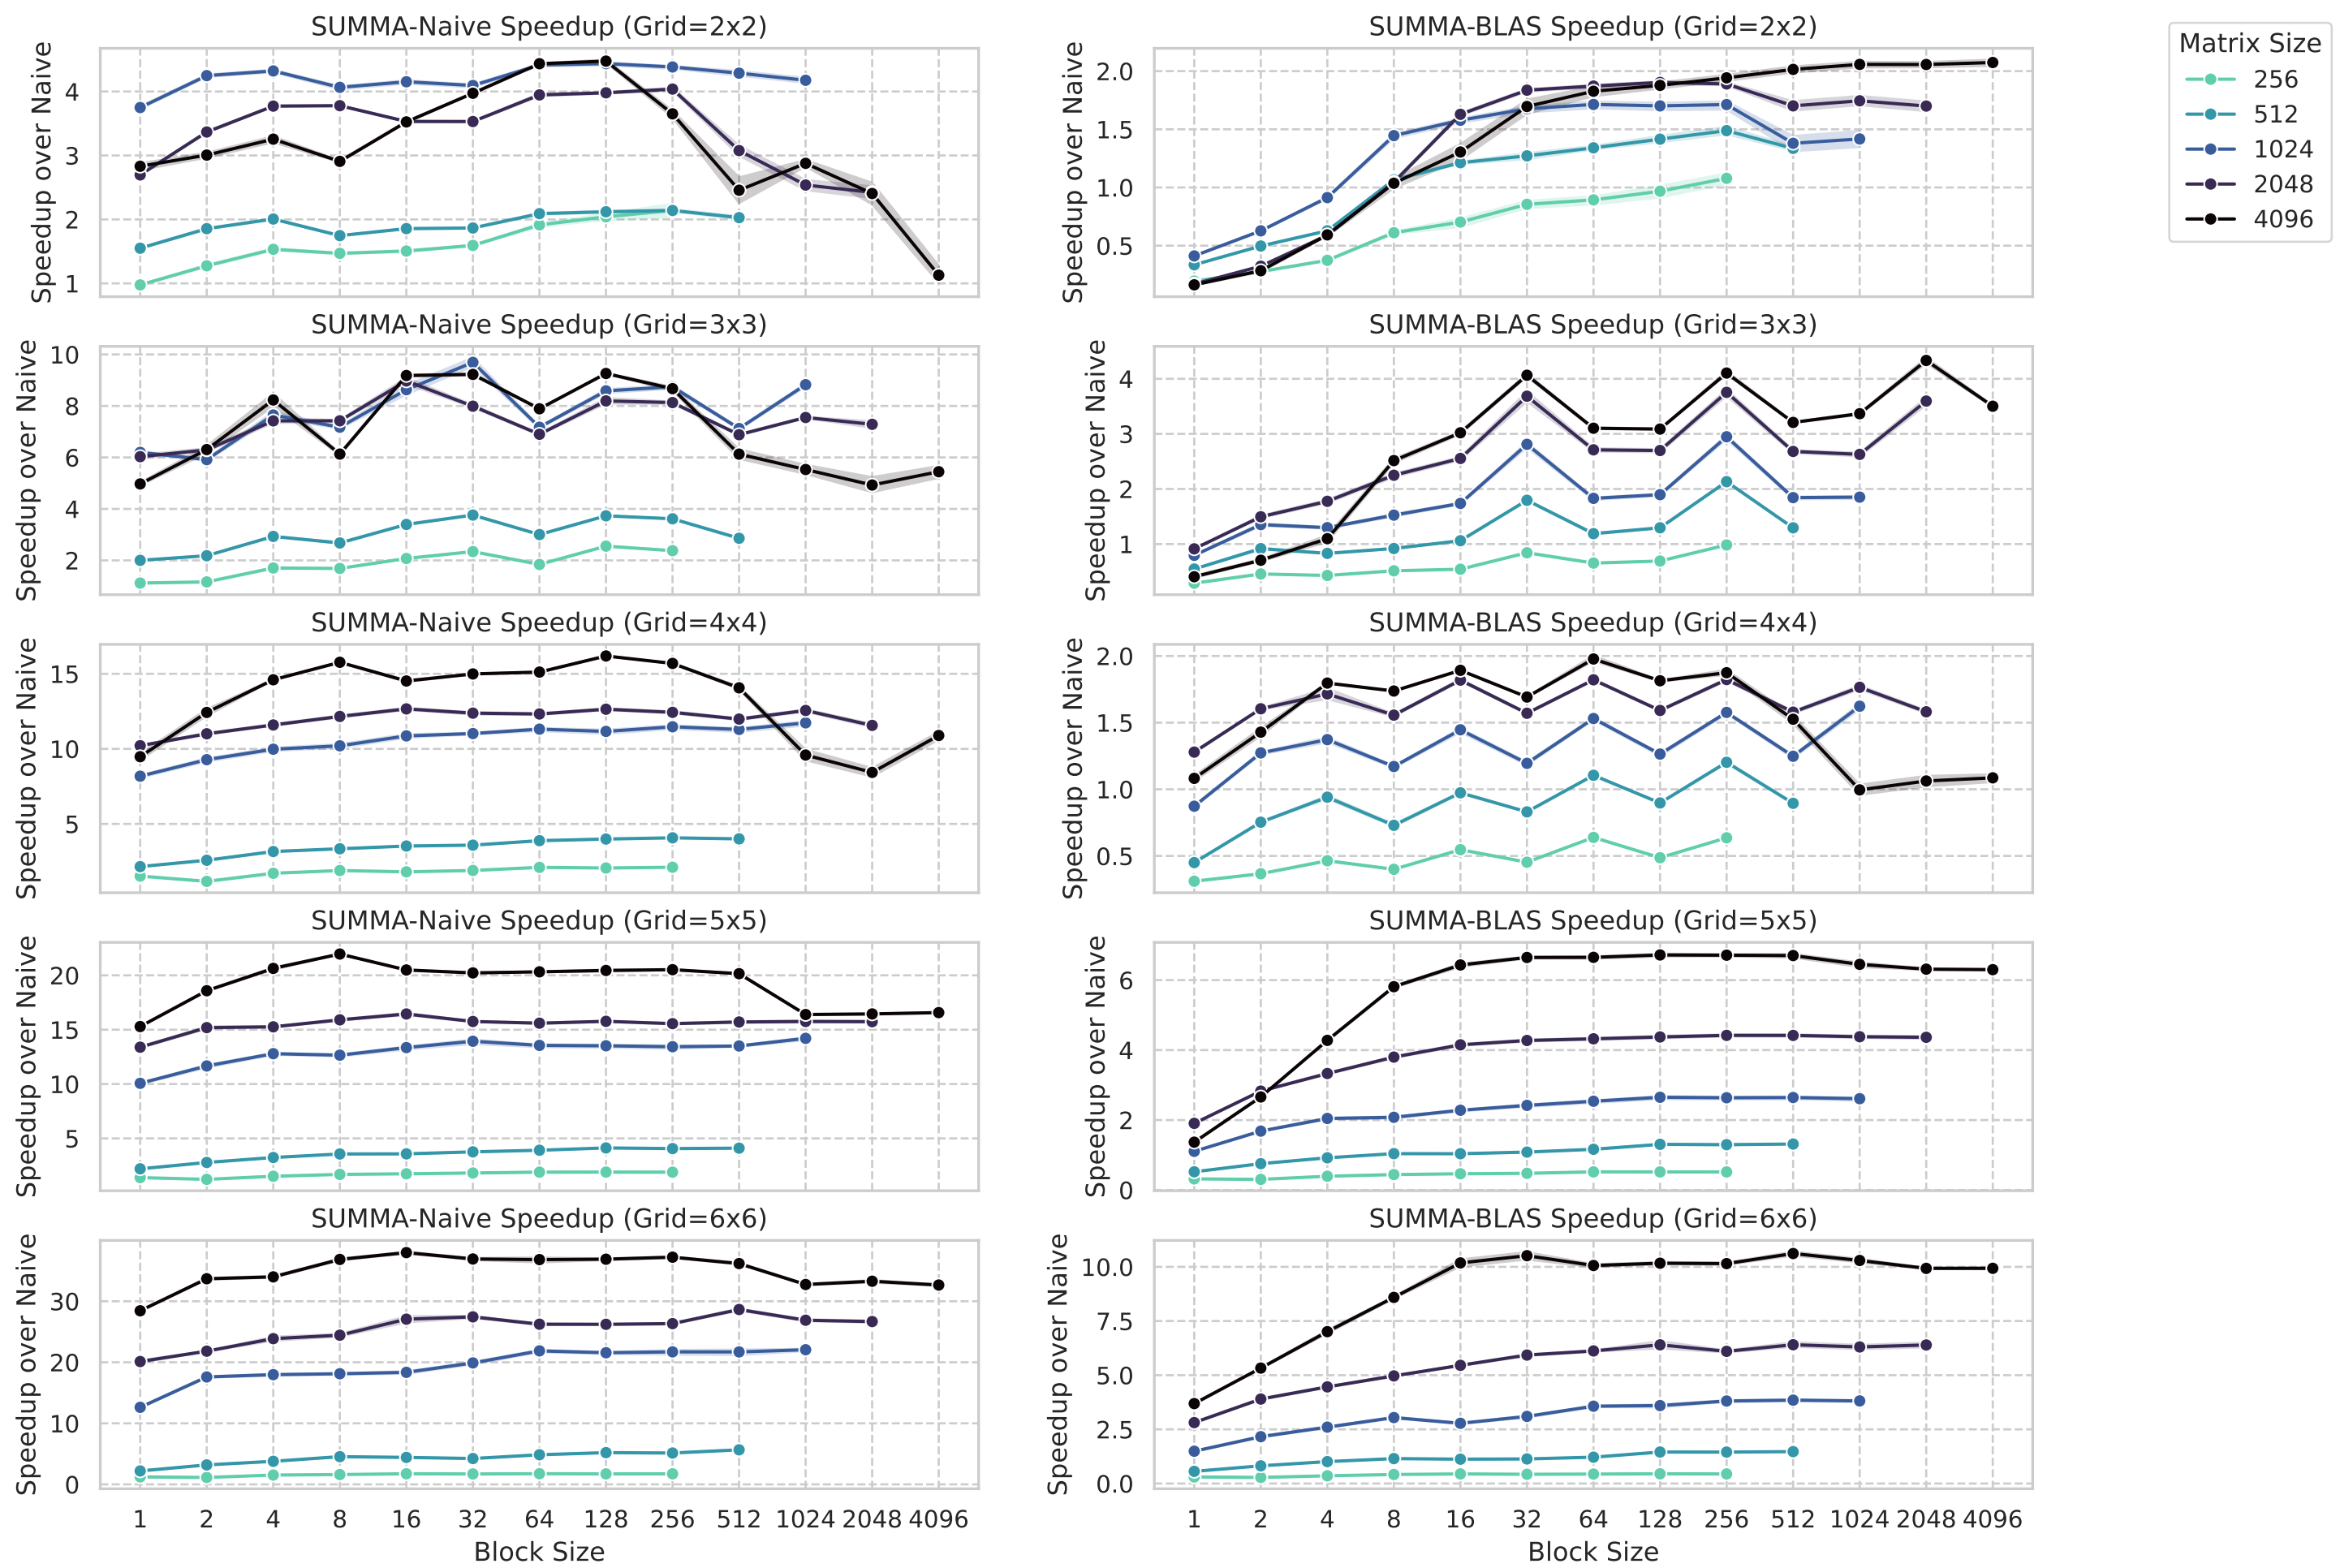 SUMMA-Naive Speedup (Grid=2x2)
Speedup over Naive
4
3
2
1
SUMMA-BLAS Speedup (Grid=2x2)
Speedup over Naive
2.0
1.5
1.0
0.5
Matrix Size
256
512
1024
2048
4096
SUMMA-Naive Speedup (Grid=3x3)
Speedup over Naive
10
8
6
4
2
SUMMA-BLAS Speedup (Grid=3x3)
Speedup over Naive
4
3
2
1
SUMMA-Naive Speedup (Grid=4x4)
Speedup over Naive
15
10
5
SUMMA-BLAS Speedup (Grid=4x4)
Speedup over Naive
2.0
1.5
1.0
0.5
SUMMA-Naive Speedup (Grid=5x5)
Speedup over Naive
20
15
10
5
SUMMA-BLAS Speedup (Grid=5x5)
Speedup over Naive
6
4
2
0
SUMMA-Naive Speedup (Grid=6x6)
Speedup over Naive
30
20
10
0
1 2 4 8 16 32 64 128 256 512 1024 2048 4096
Block Size
SUMMA-BLAS Speedup (Grid=6x6)
Speedup over Naive
10.0
7.5
5.0
2.5
0.0
1 2 4 8 16 32 64 128 256 512 1024 2048 4096
Block Size